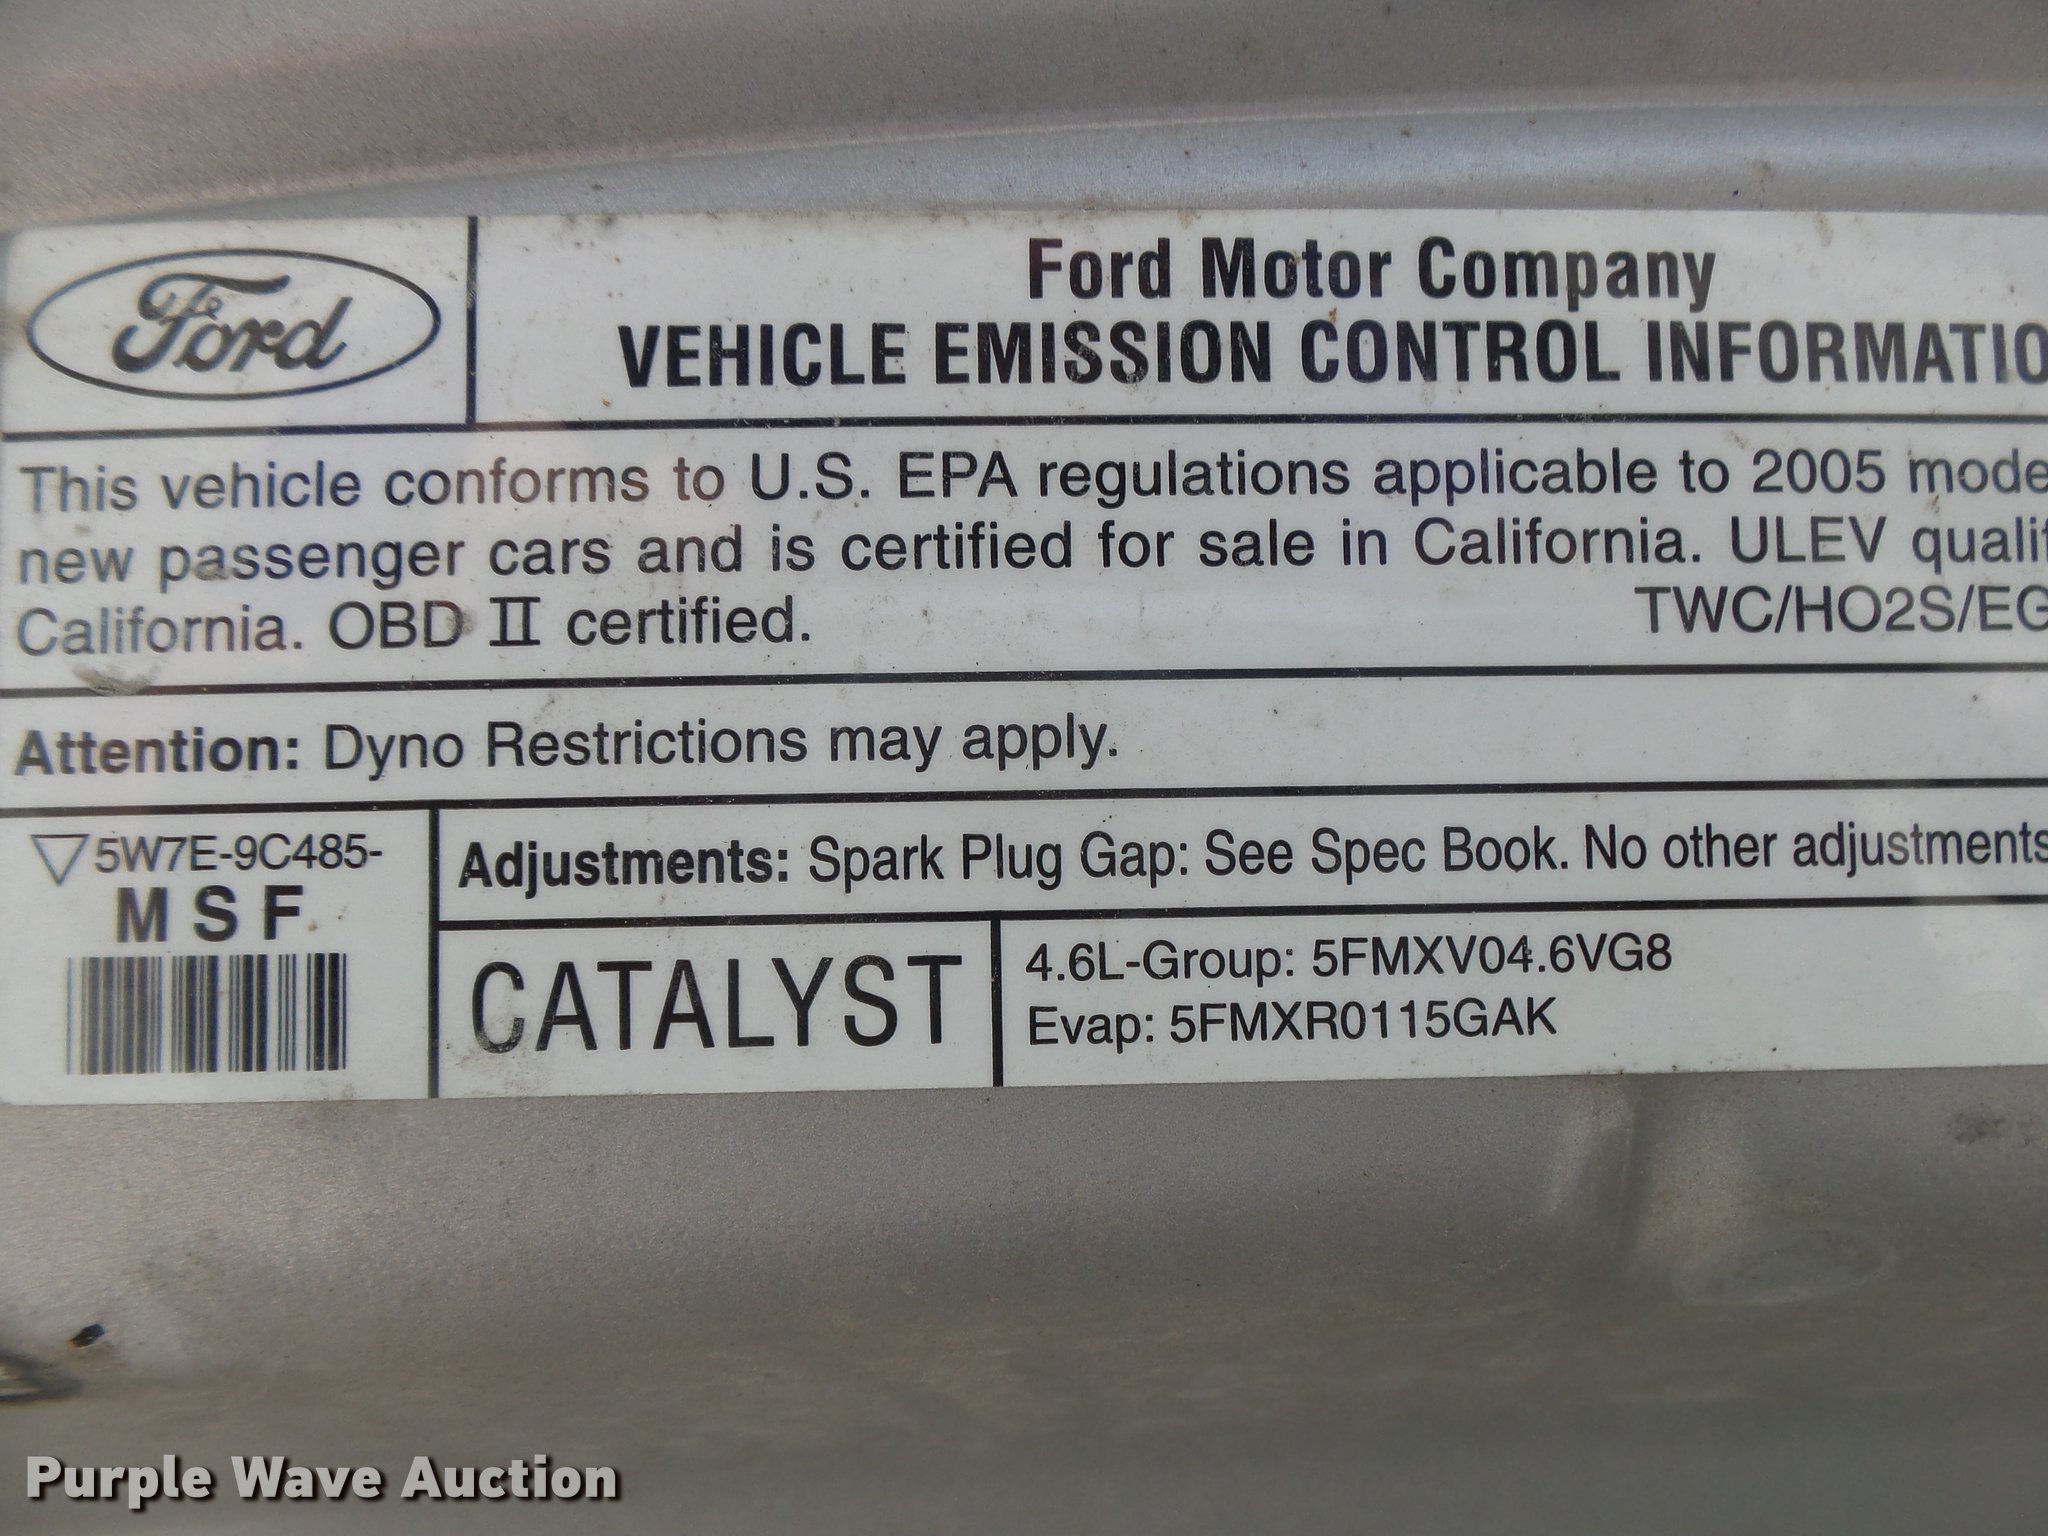 Ford
Ford Motor Company
VEHICLE EMISSION CONTROL INFORMATIO
This vehicle conforms to U.S. EPA regulations applicable to 2005 mode
new passenger cars and is certified for sale in California. ULEV qualif
California. OBD II certified. TWC/HO2S/EG
Attention: Dyno Restrictions may apply.
▽5W7E-9C485-
MSF
Adjustments: Spark Plug Gap: See Spec Book. No other adjustments
CATALYST
4.6L-Group: 5FMXV04.6VG8
Evap: 5FMXR0115GAK
Purple Wave Auction